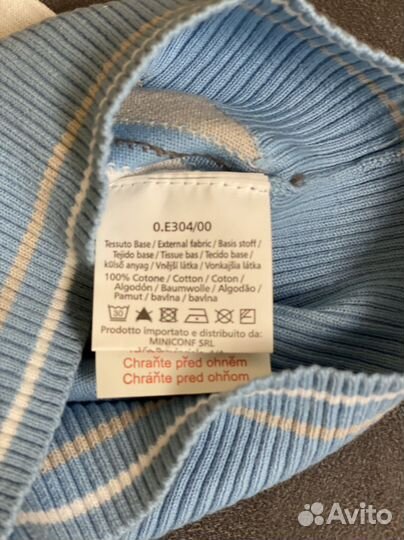 0.E304/00
Tessuto Base / External fabric / Basis stoff /
Tejido base / Tissue bas / Tecido base /
külső anyag / Vnější látka / Vonkajšia látka
100% Cotone / Cotton / Coton /
Algodón / Baumwolle / Algodão /
Pamut / bavlna / bavlna
30
Prodotto importato e distribuito da:
MINICONF SRL
Chraňte před ohněm
Chráňte pred ohňom
Avito